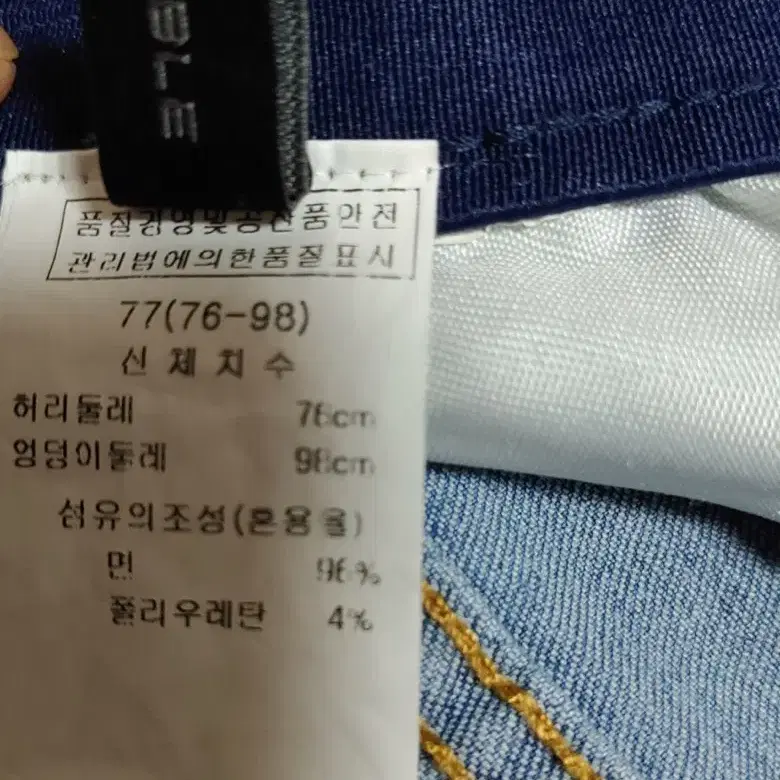 품질경영및공산품안전
관리법에의한품질표시
77(76-98)
신체치수
허리둘레 76cm
엉덩이둘레 98cm
섬유의조성(혼용율)
면 96%
폴리우레탄 4%